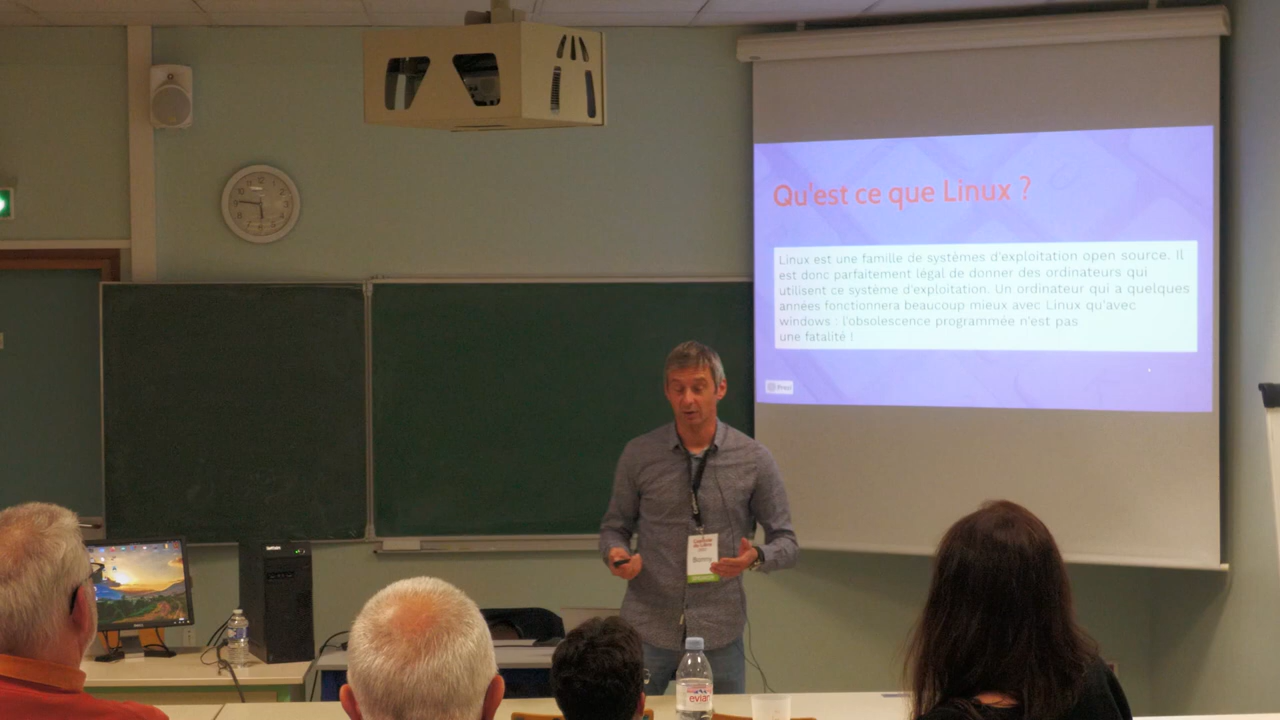 Qu'est ce que Linux ?
Linux est une famille de systèmes d'exploitation open source. Il
est donc parfaitement légal de donner des ordinateurs qui
utilisent ce système d'exploitation. Un ordinateur qui a quelques
années fonctionnera beaucoup mieux avec Linux qu'avec
windows : l'obsolescence programmée n'est pas
une fatalité !
Prezi
evian